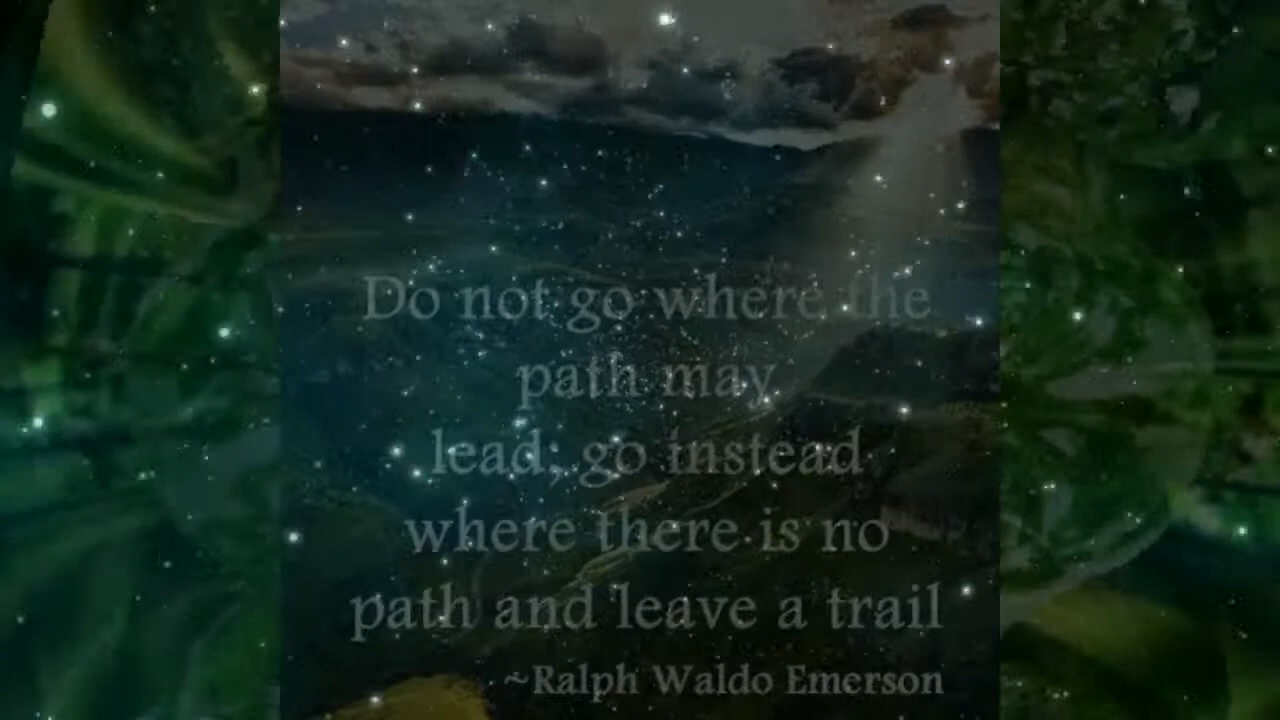 Do not go where the
path may
lead; go instead
where there is no
path and leave a trail
~Ralph Waldo Emerson